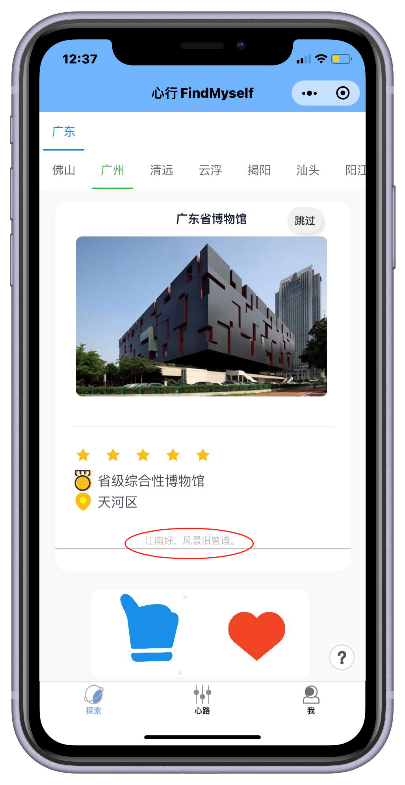 12:37
心行 FindMyself
广东
佛山 广州 清远 云浮 揭阳 汕头 阳江
广东省博物馆 跳过
省级综合性博物馆
天河区
江南好，风景旧曾谙。
?
探索 心路 我